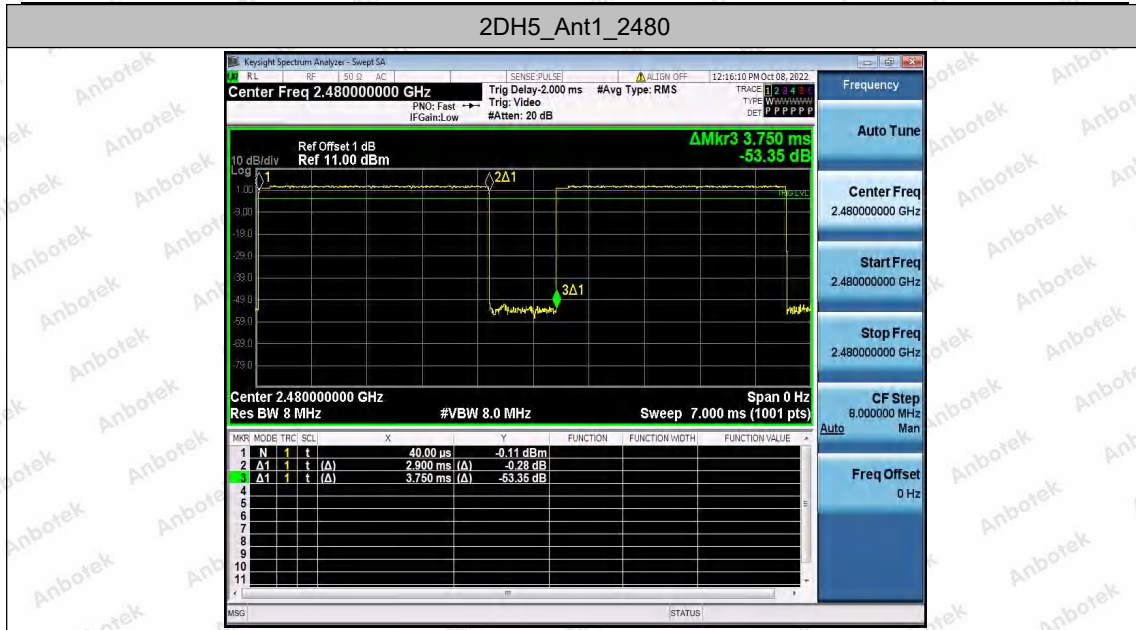 2DH5_Ant1_2480
Keysight Spectrum Analyzer - Swept SA
RL RF 50 Ω AC SENSE:PULSE ALIGN OFF 12:16:10 PM Oct 08, 2022
Center Freq 2.480000000 GHz
PNO: Fast
IFGain:Low
Trig Delay-2.000 ms
Trig: Video
#Atten: 20 dB
#Avg Type: RMS
TRACE 1 2 3 4 5 6
TYPE WWWWWW
DET P P P P P P
Frequency
Ref Offset 1 dB
10 dB/div Ref 11.00 dBm
Log
ΔMkr3 3.750 ms
-53.35 dB
1
2Δ1
3Δ1
TRIG LVL
1.00
-9.00
-19.0
-29.0
-39.0
-49.0
-59.0
-69.0
-79.0
Center 2.480000000 GHz Span 0 Hz
Res BW 8 MHz #VBW 8.0 MHz Sweep 7.000 ms (1001 pts)
MKR MODE TRC SCL X Y FUNCTION FUNCTION WIDTH FUNCTION VALUE
1 N 1 t 40.00 µs -0.11 dBm
2 Δ1 1 t (Δ) 2.900 ms (Δ) -0.28 dB
3 Δ1 1 t (Δ) 3.750 ms (Δ) -53.35 dB
4
5
6
7
8
9
10
11
MSG STATUS
Auto Tune
Center Freq
2.480000000 GHz
Start Freq
2.480000000 GHz
Stop Freq
2.480000000 GHz
CF Step
8.000000 MHz
Auto Man
Freq Offset
0 Hz
Anbotek